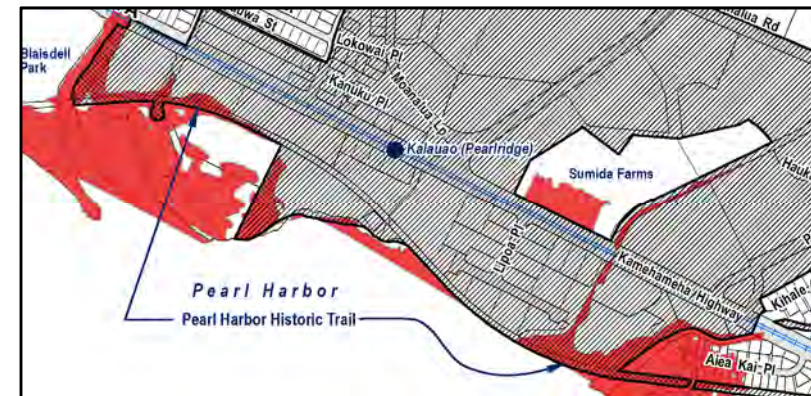 Blaisdell
Park
Lokowai Pl
Kanuku Pl
Moanalua Lp
Kalauao (Pearlridge)
Sumida Farms
Lipoa Pl
Kamehameha Highway
Kihale
Aiea Kai Pl
Pearl Harbor
Pearl Harbor Historic Trail